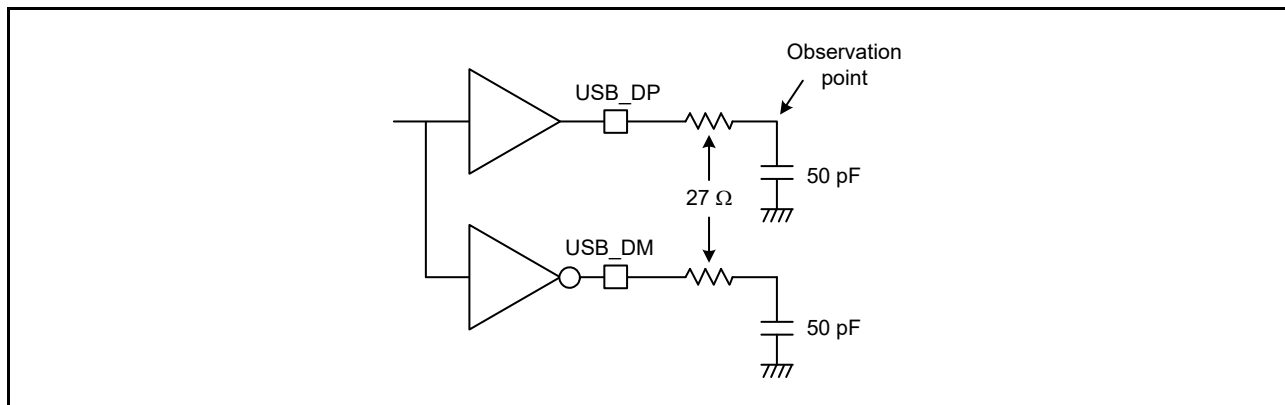 Observation
point
USB_DP
50 pF
27 Ω
USB_DM
50 pF